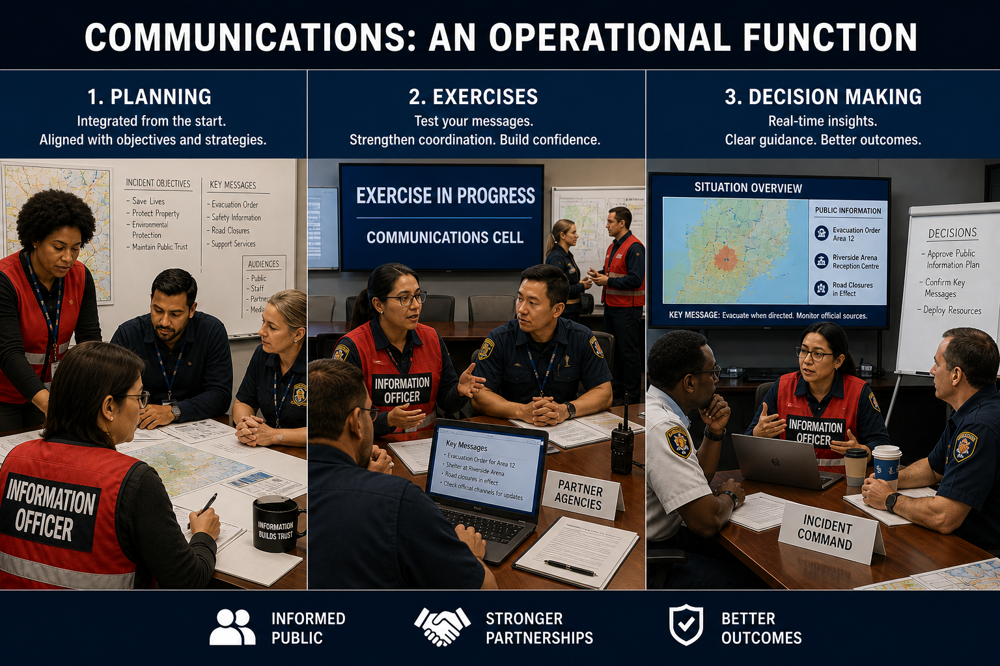 COMMUNICATIONS: AN OPERATIONAL FUNCTION
1. PLANNING
Integrated from the start.
Aligned with objectives and strategies.
INCIDENT OBJECTIVES
- Save Lives
- Protect Property
- Environmental
Protection
- Maintain Public Trust
KEY MESSAGES
- Evacuation Order
- Safety Information
- Road Closures
- Support Services
AUDIENCES
- Public
- Staff
- Partner
- Media
INFORMATION
OFFICER
INFORMATION
BUILDS TRUST
2. EXERCISES
Test your messages.
Strengthen coordination. Build confidence.
EXERCISE IN PROGRESS
COMMUNICATIONS CELL
INFORMATION
OFFICER
Key Messages
• Evacuation Order for Area 12
• Shelter at Riverside Arena
• Road closures in effect
• Check official channels for updates
PARTNER
AGENCIES
3. DECISION MAKING
Real-time insights.
Clear guidance. Better outcomes.
SITUATION OVERVIEW
PUBLIC INFORMATION
Evacuation Order
Area 12
Riverside Arena
Reception Centre
Road Closures
in Effect
KEY MESSAGE: Evacuate when directed. Monitor official sources.
DECISIONS
- Approve Public
Information Plan
- Confirm Key
Messages
- Deploy Resources
INFORMATION
OFFICER
INCIDENT
COMMAND
INFORMED
PUBLIC
STRONGER
PARTNERSHIPS
BETTER
OUTCOMES